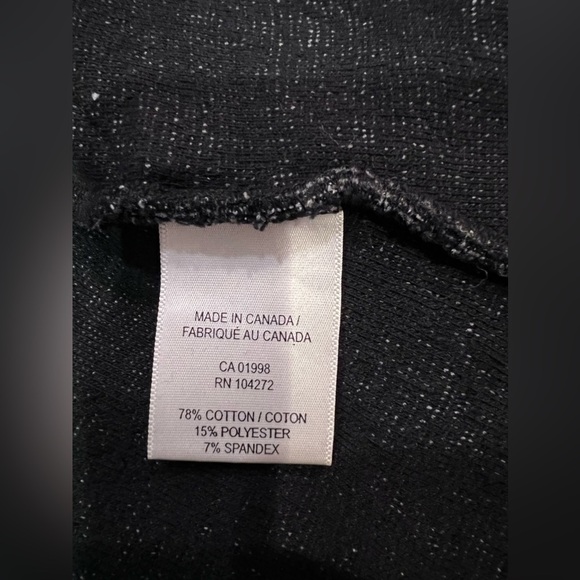 MADE IN CANADA /
FABRIQUÉ AU CANADA
CA 01998
RN 104272
78% COTTON / COTON
15% POLYESTER
7% SPANDEX